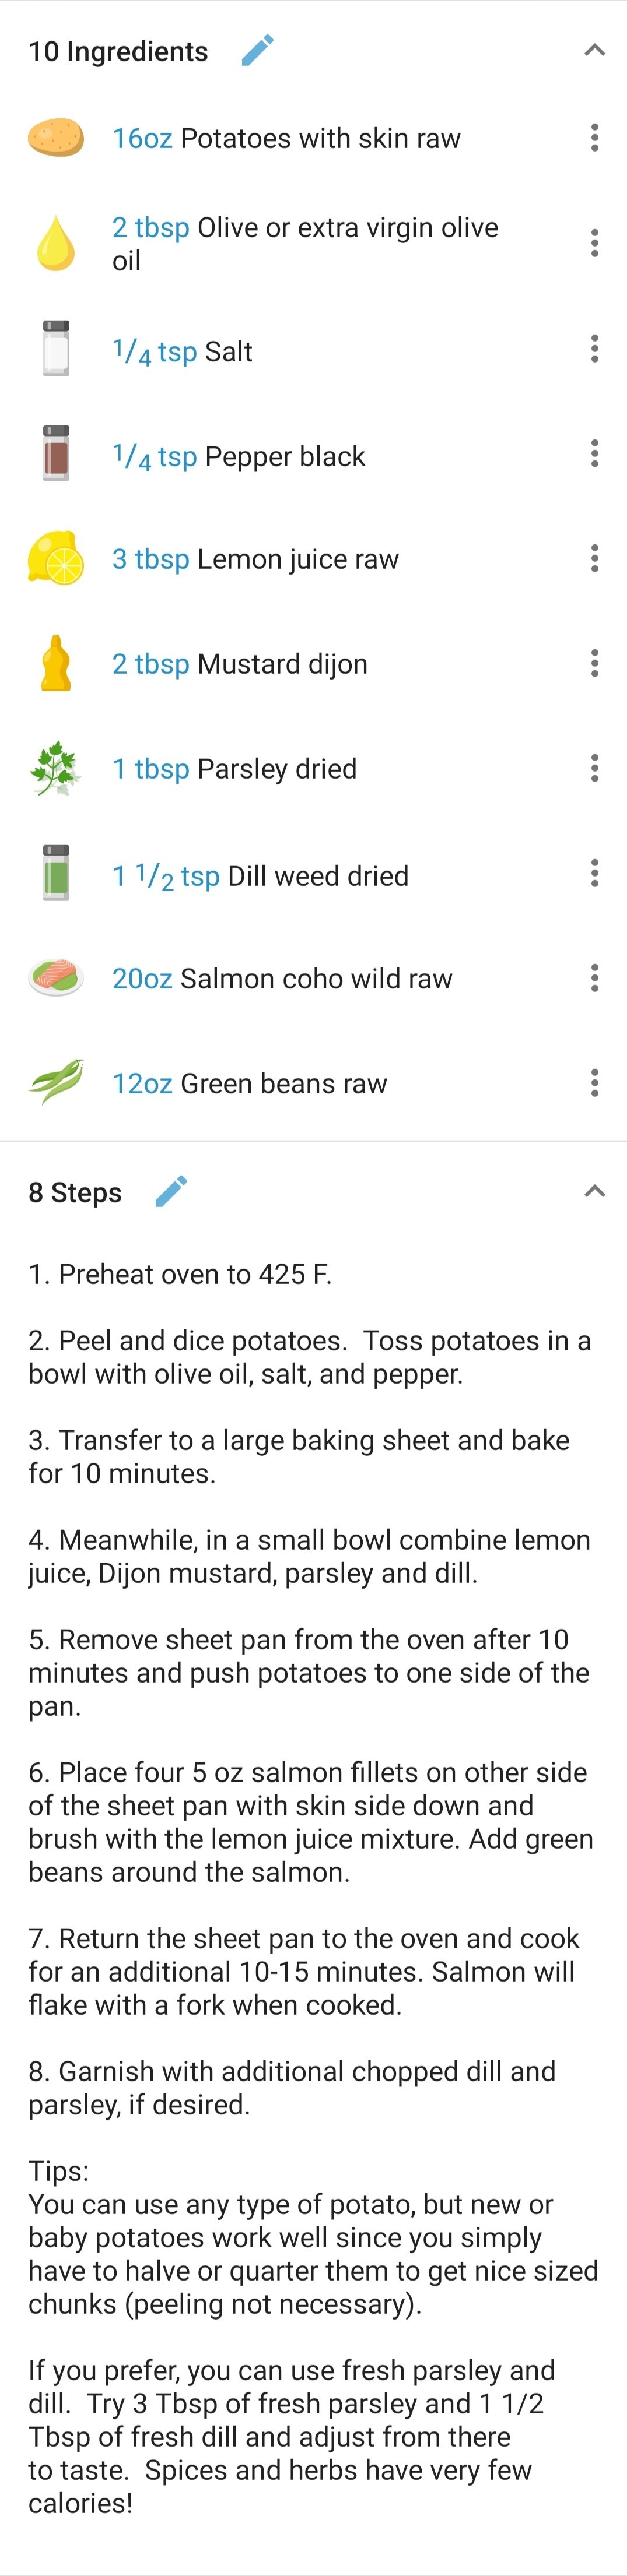 10 Ingredients
16oz Potatoes with skin raw
2 tbsp Olive or extra virgin olive
oil
1/4 tsp Salt
1/4 tsp Pepper black
3 tbsp Lemon juice raw
2 tbsp Mustard dijon
1 tbsp Parsley dried
1 1/2 tsp Dill weed dried
20oz Salmon coho wild raw
12oz Green beans raw
8 Steps
1. Preheat oven to 425 F.
2. Peel and dice potatoes.  Toss potatoes in a
bowl with olive oil, salt, and pepper.
3. Transfer to a large baking sheet and bake
for 10 minutes.
4. Meanwhile, in a small bowl combine lemon
juice, Dijon mustard, parsley and dill.
5. Remove sheet pan from the oven after 10
minutes and push potatoes to one side of the
pan.
6. Place four 5 oz salmon fillets on other side
of the sheet pan with skin side down and
brush with the lemon juice mixture. Add green
beans around the salmon.
7. Return the sheet pan to the oven and cook
for an additional 10-15 minutes. Salmon will
flake with a fork when cooked.
8. Garnish with additional chopped dill and
parsley, if desired.
Tips:
You can use any type of potato, but new or
baby potatoes work well since you simply
have to halve or quarter them to get nice sized
chunks (peeling not necessary).
If you prefer, you can use fresh parsley and
dill.  Try 3 Tbsp of fresh parsley and 1 1/2
Tbsp of fresh dill and adjust from there
to taste.  Spices and herbs have very few
calories!